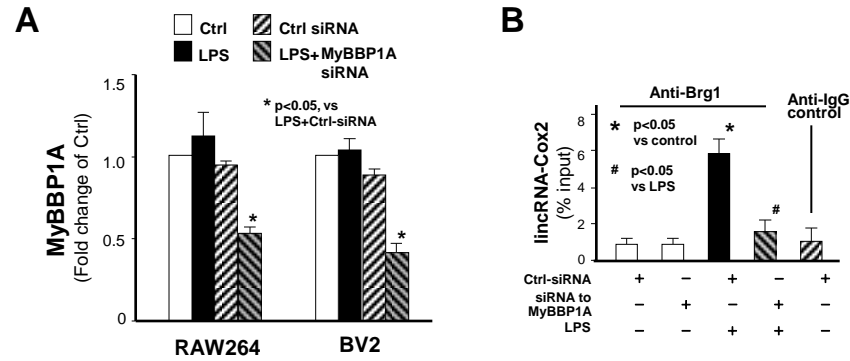 A
Ctrl
Ctrl siRNA
LPS
LPS+MyBBP1A
siRNA
MyBBP1A
(Fold change of Ctrl)
1.5
1.0
0.5
0
* p<0.05, vs
LPS+Ctrl-siRNA
*
*
RAW264
BV2
B
Anti-Brg1
Anti-IgG
control
lincRNA-Cox2
(% input)
8
6
4
2
0
* p<0.05
vs control
# p<0.05
vs LPS
*
#
Ctrl-siRNA + – + – +
siRNA to
MyBBP1A – + – + –
LPS – – + + –